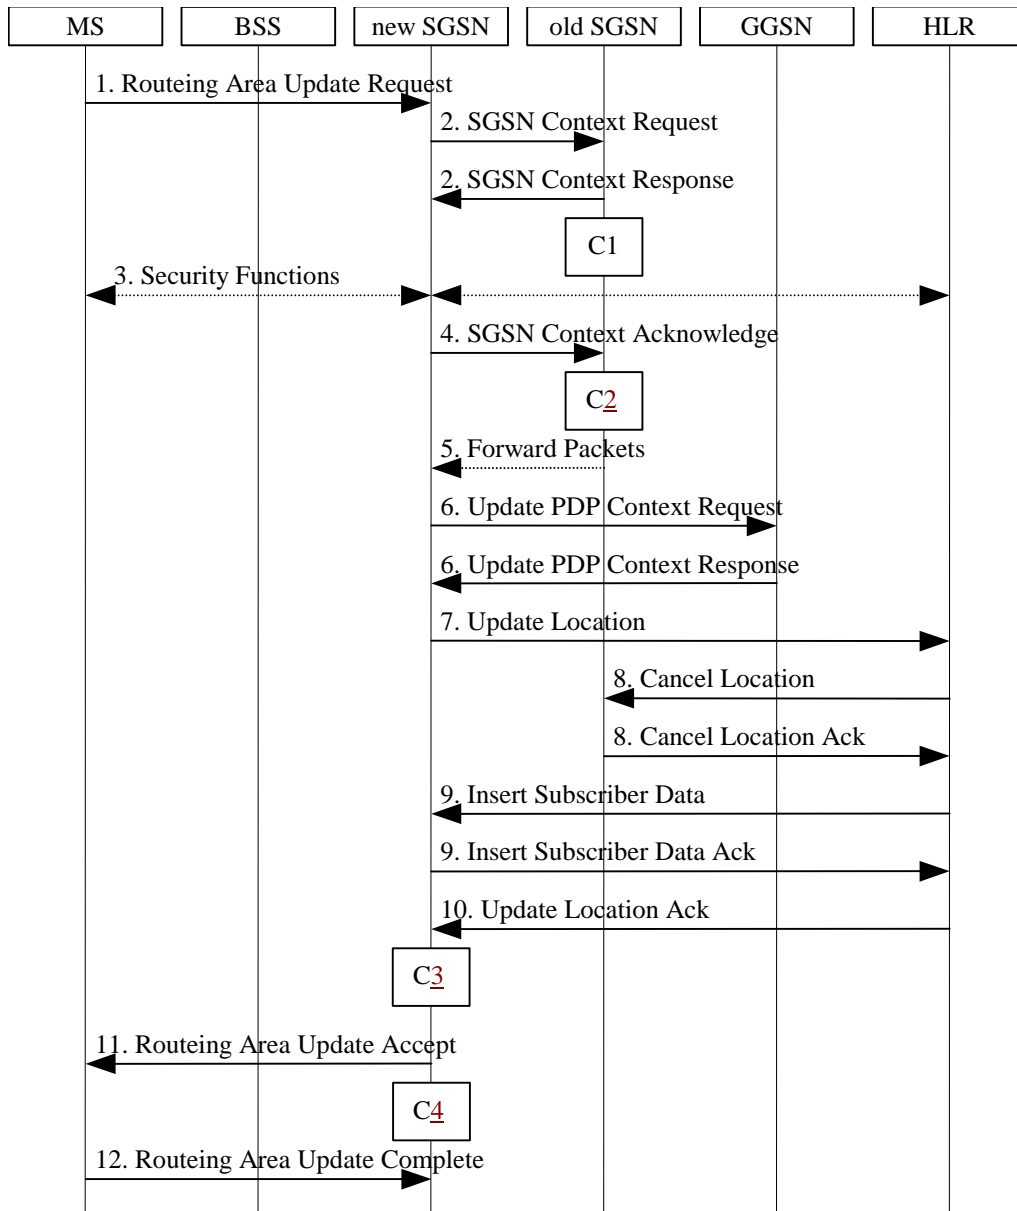 MS BSS new SGSN old SGSN GGSN HLR
1. Routeing Area Update Request
2. SGSN Context Request
2. SGSN Context Response
C1
3. Security Functions
4. SGSN Context Acknowledge
C2
5. Forward Packets
6. Update PDP Context Request
6. Update PDP Context Response
7. Update Location
8. Cancel Location
8. Cancel Location Ack
9. Insert Subscriber Data
9. Insert Subscriber Data Ack
10. Update Location Ack
C3
11. Routeing Area Update Accept
C4
12. Routeing Area Update Complete